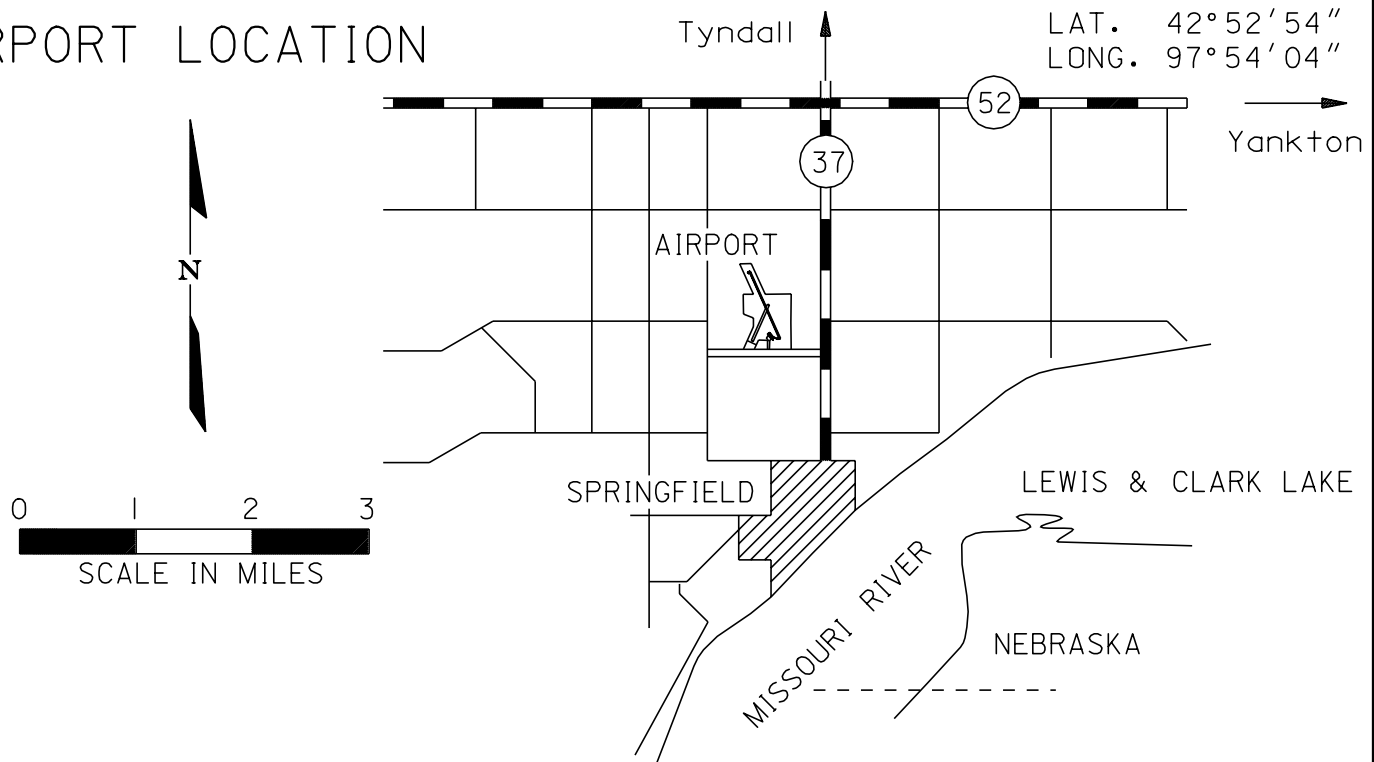 RPORT LOCATION
Tyndall
LAT. 42°52'54"
LONG. 97°54'04"
52
Yankton
37
AIRPORT
N
SPRINGFIELD
LEWIS & CLARK LAKE
0 1 2 3
SCALE IN MILES
MISSOURI RIVER
NEBRASKA